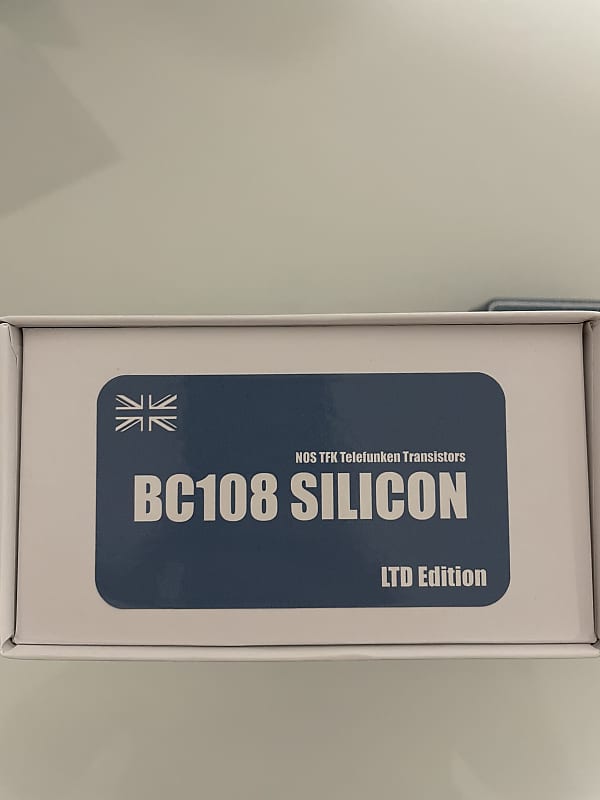 NOS TFK Telefunken Transistors
BC108 SILICON
LTD Edition